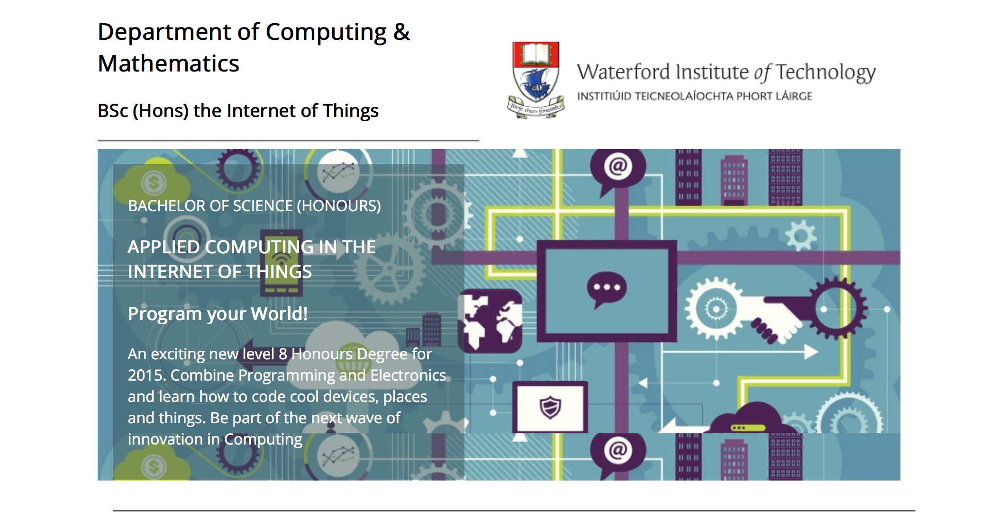 Department of Computing &
Mathematics
BSc (Hons) the Internet of Things
Waterford Institute of Technology
INSTITIÚID TEICNEOLAÍOCHTA PHORT LÁIRGE
BACHELOR OF SCIENCE (HONOURS)
APPLIED COMPUTING IN THE
INTERNET OF THINGS
Program your World!
An exciting new level 8 Honours Degree for
2015. Combine Programming and Electronics
and learn how to code cool devices, places
and things. Be part of the next wave of
innovation in Computing
$
@
@
$